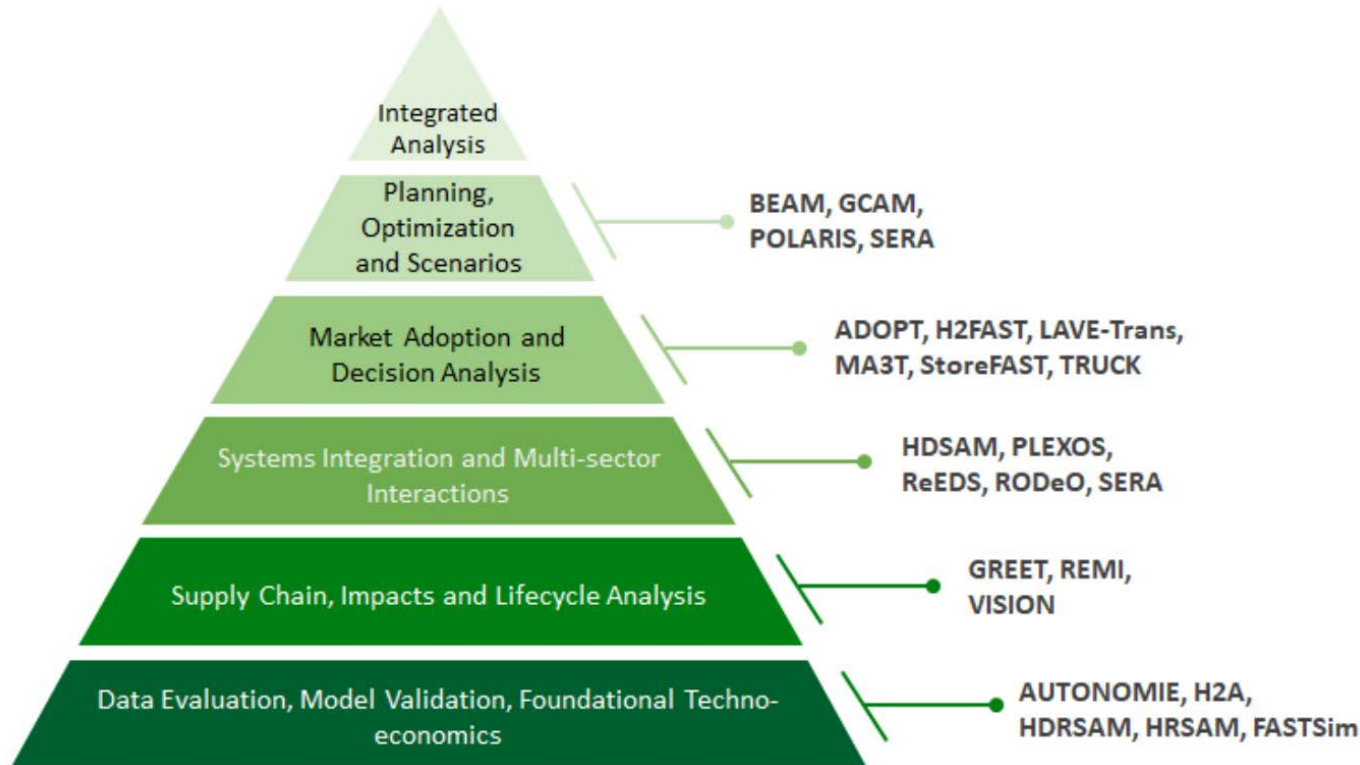 Integrated
Analysis
Planning,
Optimization
and Scenarios
BEAM, GCAM,
POLARIS, SERA
Market Adoption and
Decision Analysis
ADOPT, H2FAST, LAVE-Trans,
MA3T, StoreFAST, TRUCK
Systems Integration and Multi-sector
Interactions
HDSAM, PLEXOS,
ReEDS, RODeO, SERA
Supply Chain, Impacts and Lifecycle Analysis
GREET, REMI,
VISION
Data Evaluation, Model Validation, Foundational Techno-
economics
AUTONOMIE, H2A,
HDRSAM, HRSAM, FASTSim